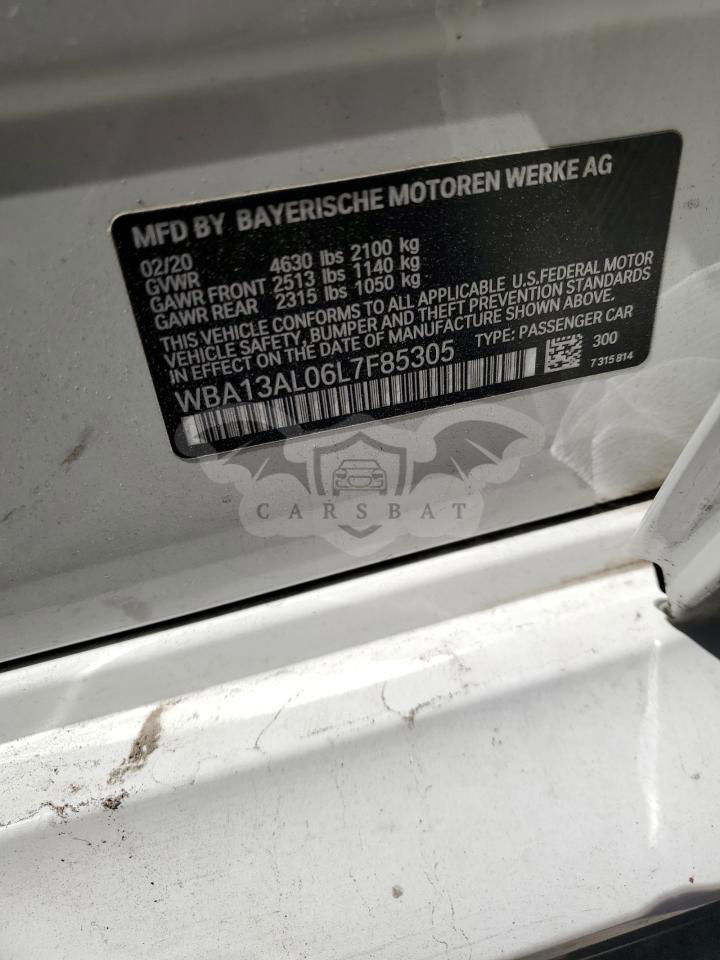 MFD BY BAYERISCHE MOTOREN WERKE AG
02/20
GVWR 4630 lbs 2100 kg
GAWR FRONT 2513 lbs 1140 kg
GAWR REAR 2315 lbs 1050 kg
THIS VEHICLE CONFORMS TO ALL APPLICABLE U.S.FEDERAL MOTOR
VEHICLE SAFETY, BUMPER AND THEFT PREVENTION STANDARDS
IN EFFECT ON THE DATE OF MANUFACTURE SHOWN ABOVE.
WBA13AL06L7F85305 TYPE: PASSENGER CAR
300
7 315 814
CARSBAT